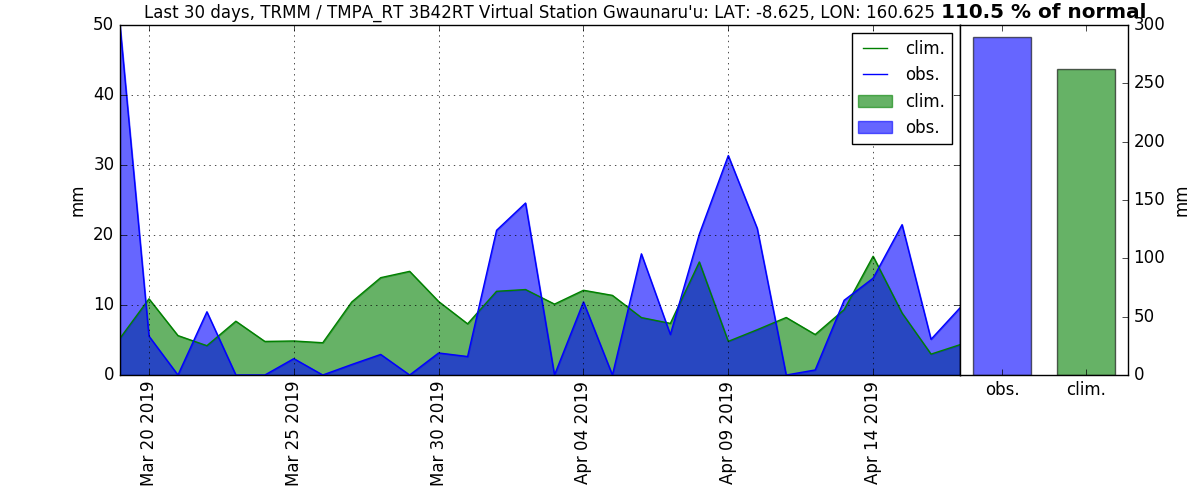 Last 30 days, TRMM / TMPA_RT 3B42RT Virtual Station Gwaunaru'u: LAT: -8.625, LON: 160.625 110.5 % of normal
clim.
obs.
clim.
obs.
50
40
30
20
10
0
mm
Mar 20 2019
Mar 25 2019
Mar 30 2019
Apr 04 2019
Apr 09 2019
Apr 14 2019
300
250
200
150
100
50
0
mm
obs.
clim.